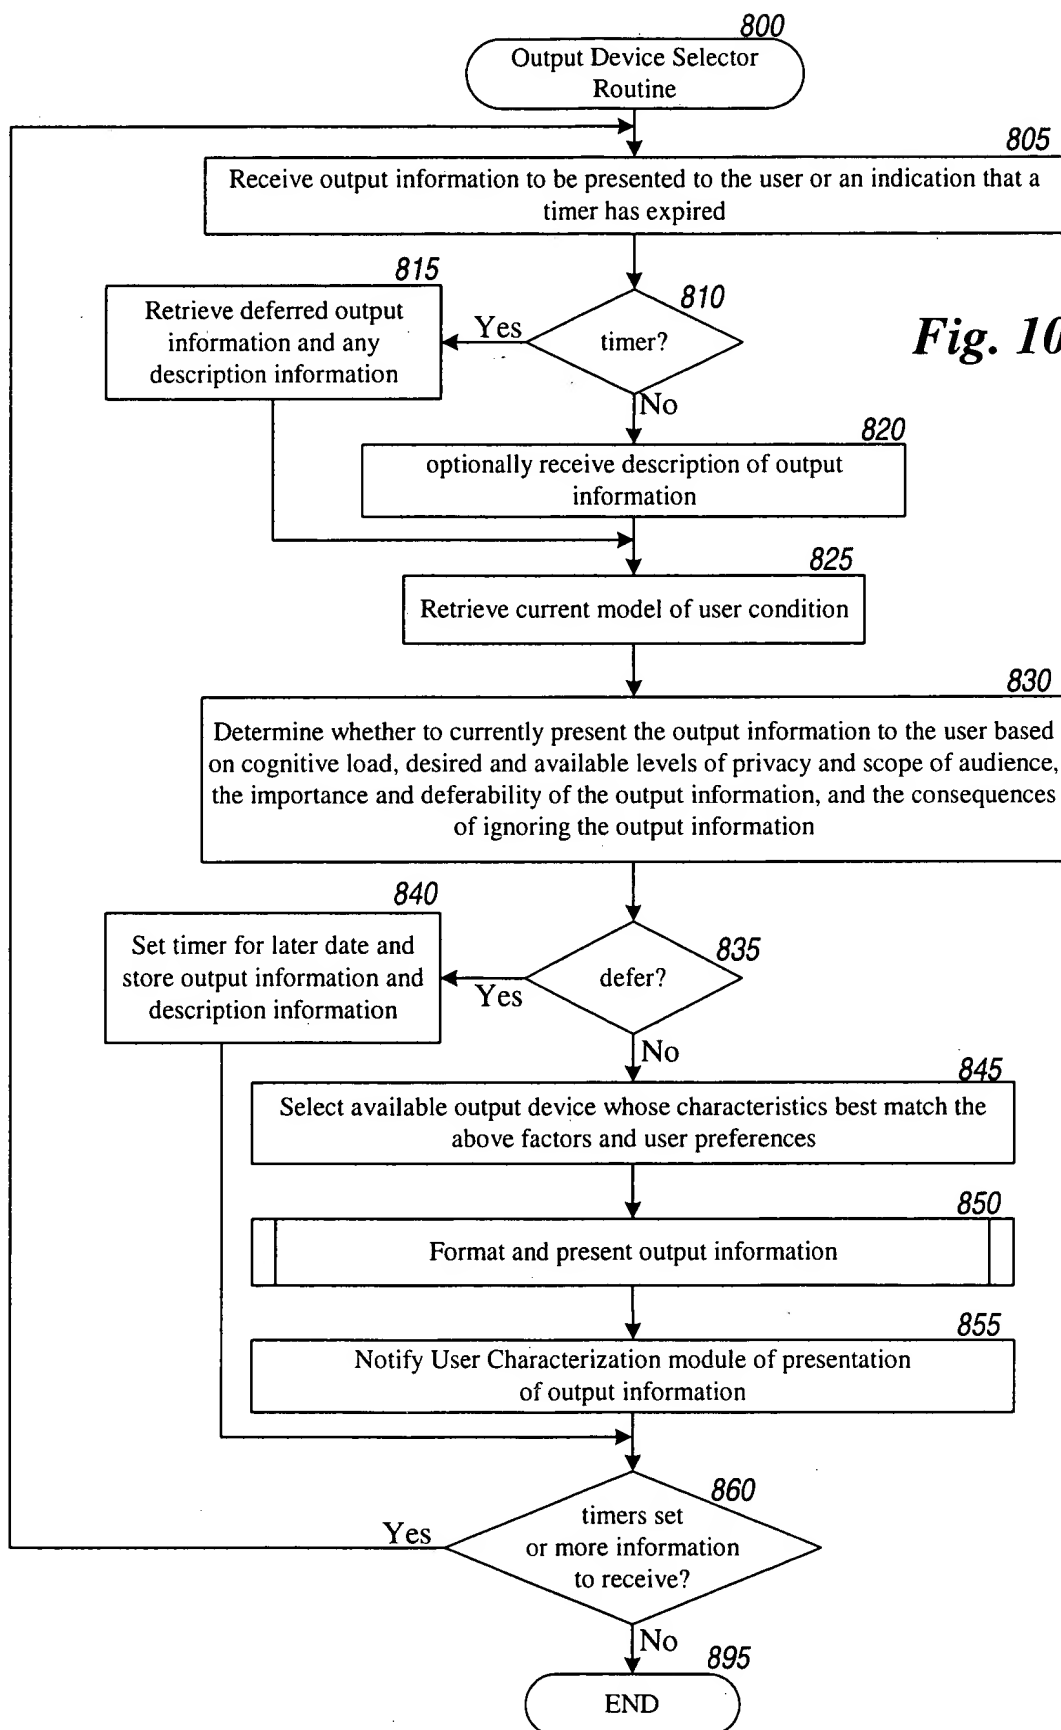 800
Output Device Selector
Routine
805
Receive output information to be presented to the user or an indication that a
timer has expired
815
Retrieve deferred output
information and any
description information
Yes
810
timer?
Fig. 10
No
820
optionally receive description of output
information
825
Retrieve current model of user condition
830
Determine whether to currently present the output information to the user based
on cognitive load, desired and available levels of privacy and scope of audience,
the importance and deferability of the output information, and the consequences
of ignoring the output information
840
Set timer for later date and
store output information and
description information
Yes
835
defer?
No
845
Select available output device whose characteristics best match the
above factors and user preferences
850
Format and present output information
855
Notify User Characterization module of presentation
of output information
860
timers set
or more information
to receive?
Yes
No
895
END